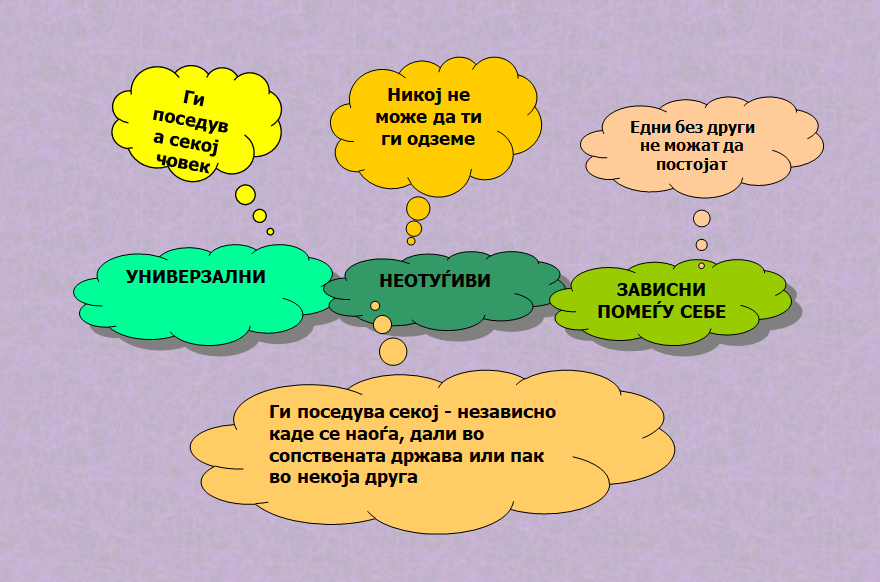 Ги
поседув
а секој
човек
Никој не
може да ти
ги одземе
Едни без други
не можат да
постојат
УНИВЕРЗАЛНИ
НЕОТУЃИВИ
ЗАВИСНИ
ПОМЕЃУ СЕБЕ
Ги поседува секој - независно
каде се наоѓа, дали во
сопствената држава или пак
во некоја друга